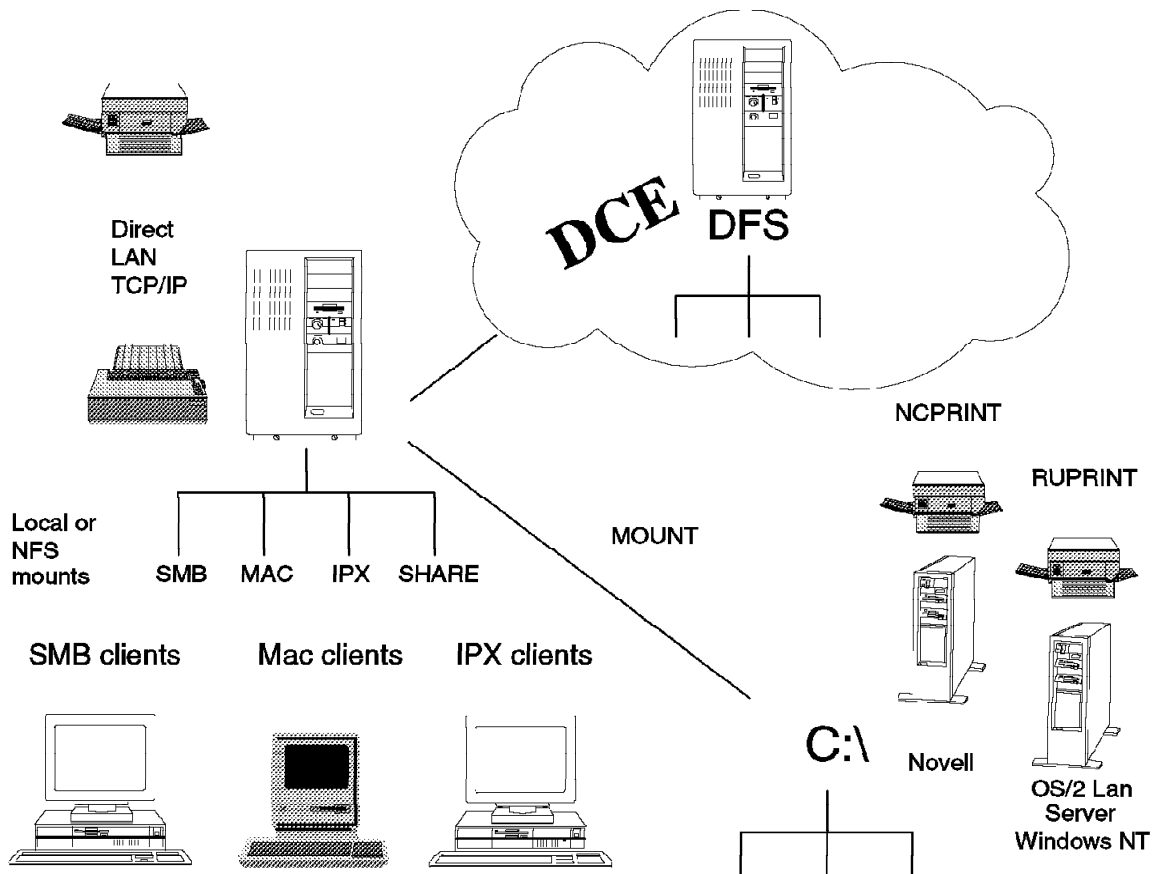 DCE
DFS
Direct
LAN
TCP/IP
NCPRINT
RUPRINT
Local or
NFS
mounts
SMB
MAC
IPX
SHARE
MOUNT
SMB clients
Mac clients
IPX clients
C:\
Novell
OS/2 Lan
Server
Windows NT